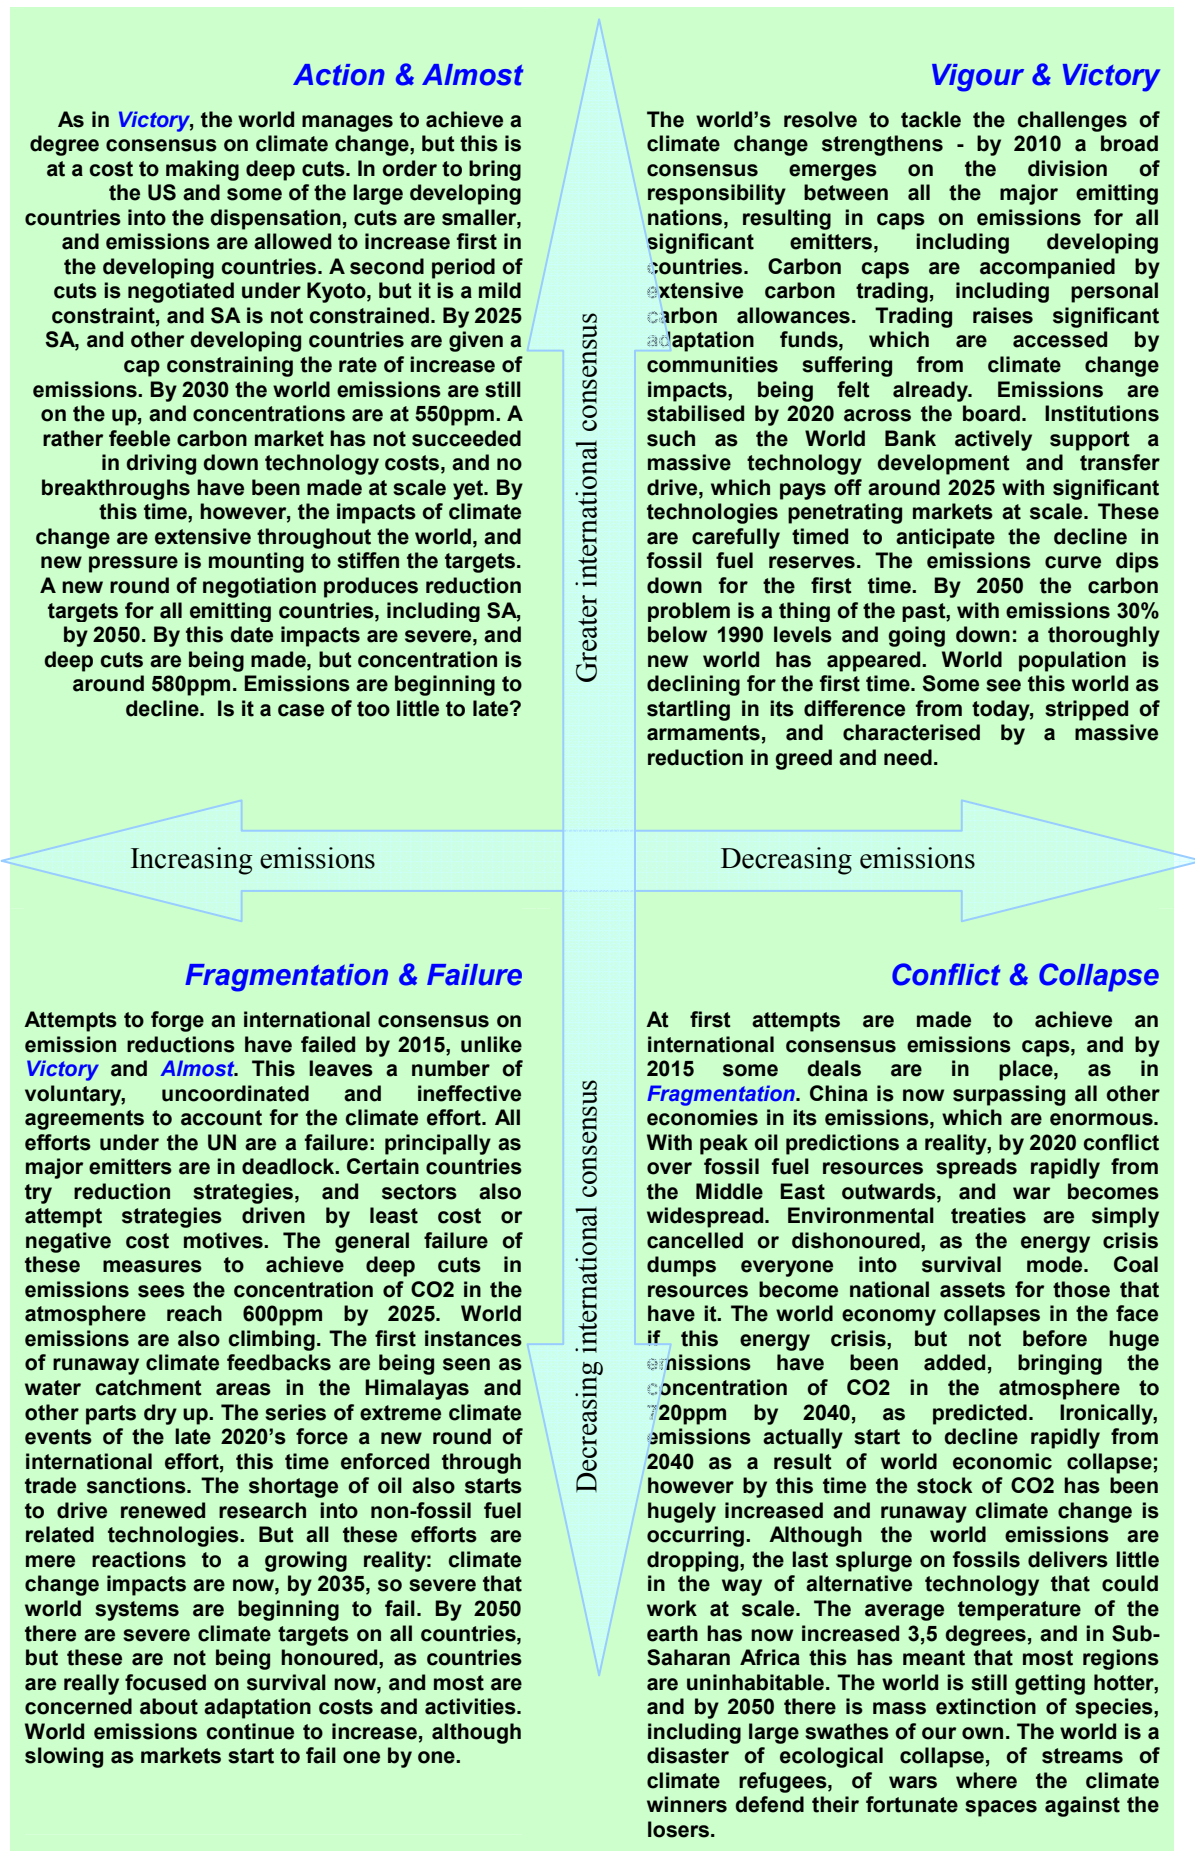 Action & Almost
As in Victory, the world manages to achieve a
degree consensus on climate change, but this is
at a cost to making deep cuts. In order to bring
the US and some of the large developing
countries into the dispensation, cuts are smaller,
and emissions are allowed to increase first in
the developing countries. A second period of
cuts is negotiated under Kyoto, but it is a mild
constraint, and SA is not constrained. By 2025
SA, and other developing countries are given a
cap constraining the rate of increase of
emissions. By 2030 the world emissions are still
on the up, and concentrations are at 550ppm. A
rather feeble carbon market has not succeeded
in driving down technology costs, and no
breakthroughs have been made at scale yet. By
this time, however, the impacts of climate
change are extensive throughout the world, and
new pressure is mounting to stiffen the targets.
A new round of negotiation produces reduction
targets for all emitting countries, including SA,
by 2050. By this date impacts are severe, and
deep cuts are being made, but concentration is
around 580ppm. Emissions are beginning to
decline.  Is it a case of too little to late?
Greater international consensus
Vigour & Victory
The world's resolve to tackle the challenges of
climate change strengthens - by 2010 a broad
consensus emerges on the division of
responsibility between all the major emitting
nations, resulting in caps on emissions for all
significant emitters, including developing
countries. Carbon caps are accompanied by
extensive carbon trading, including personal
carbon allowances. Trading raises significant
adaptation funds, which are accessed by
communities suffering from climate change
impacts, being felt already. Emissions are
stabilised by 2020 across the board.  Institutions
such as the World Bank actively support a
massive technology development and transfer
drive, which pays off around 2025 with significant
technologies penetrating markets at scale. These
are carefully timed to anticipate the decline in
fossil fuel reserves. The emissions curve dips
down for the first time. By 2050 the carbon
problem is a thing of the past, with emissions 30%
below 1990 levels and going down: a thoroughly
new world has appeared. World population is
declining for the first time. Some see this world as
startling in its difference from today, stripped of
armaments, and characterised by a massive
reduction in greed and need.
Increasing emissions
Decreasing emissions
Fragmentation & Failure
Attempts to forge an international consensus on
emission reductions have failed by 2015, unlike
Victory and Almost. This leaves a number of
voluntary, uncoordinated and ineffective
agreements to account for the climate effort. All
efforts under the UN are a failure: principally as
major emitters are in deadlock. Certain countries
try reduction strategies, and sectors also
attempt strategies driven by least cost or
negative cost motives. The general failure of
these measures to achieve deep cuts in
emissions sees the concentration of CO2 in the
atmosphere reach 600ppm by 2025. World
emissions are also climbing. The first instances
of runaway climate feedbacks are being seen as
water catchment areas in the Himalayas and
other parts dry up. The series of extreme climate
events of the late 2020's force a new round of
international effort, this time enforced through
trade sanctions. The shortage of oil also starts
to drive renewed research into non-fossil fuel
related technologies. But all these efforts are
mere reactions to a growing reality: climate
change impacts are now, by 2035, so severe that
world systems are beginning to fail. By 2050
there are severe climate targets on all countries,
but these are not being honoured, as countries
are really focused on survival now, and most are
concerned about adaptation costs and activities.
World emissions continue to increase, although
slowing as markets start to fail one by one.
Decreasing international consensus
Conflict & Collapse
At first attempts are made to achieve an
international consensus emissions caps, and by
2015 some deals are in place, as in
Fragmentation. China is now surpassing all other
economies in its emissions, which are enormous.
With peak oil predictions a reality, by 2020 conflict
over fossil fuel resources spreads rapidly from
the Middle East outwards, and war becomes
widespread. Environmental treaties are simply
cancelled or dishonoured, as the energy crisis
dumps everyone into survival mode. Coal
resources become national assets for those that
have it. The world economy collapses in the face
if this energy crisis, but not before huge
emissions have been added, bringing the
concentration of CO2 in the atmosphere to
720ppm by 2040, as predicted. Ironically,
emissions actually start to decline rapidly from
2040 as a result of world economic collapse;
however by this time the stock of CO2 has been
hugely increased and runaway climate change is
occurring. Although the world emissions are
dropping, the last splurge on fossils delivers little
in the way of alternative technology that could
work at scale. The average temperature of the
earth has now increased 3,5 degrees, and in Sub-
Saharan Africa this has meant that most regions
are uninhabitable. The world is still getting hotter,
and by 2050 there is mass extinction of species,
including large swathes of our own. The world is a
disaster of ecological collapse, of streams of
climate refugees, of wars where the climate
winners defend their fortunate spaces against the
losers.